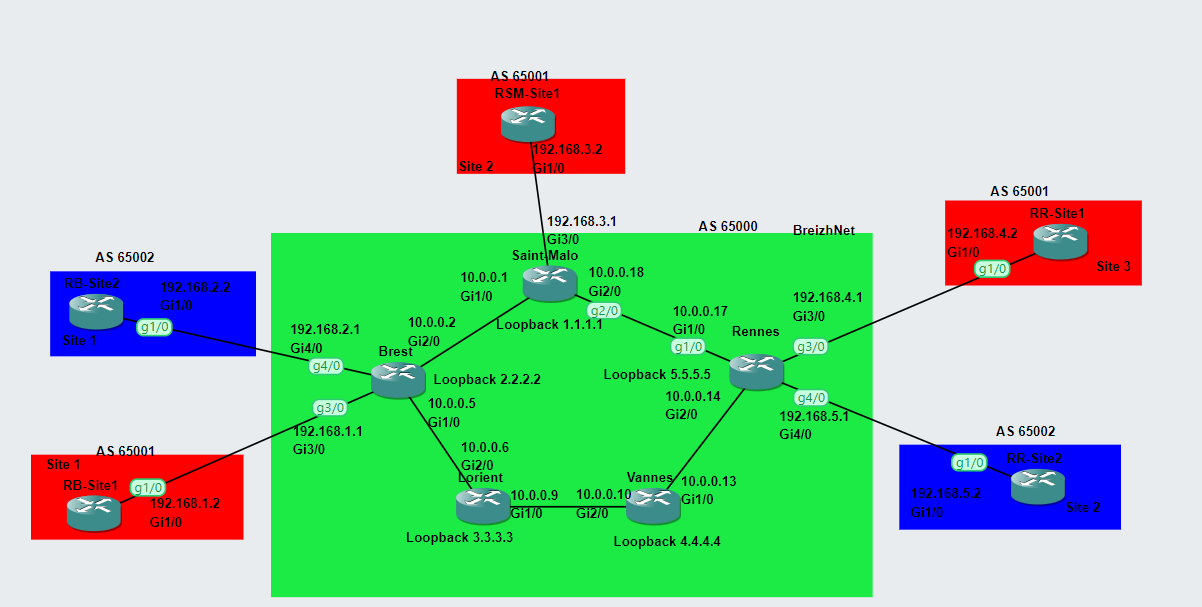 AS 65001
RSM-Site1
192.168.3.2
Site 2
Gi1/0
AS 65001
RR-Site1
192.168.4.2
Gi1/0
g1/0
Site 3
192.168.3.1
Gi3/0
AS 65000
BreizhNet
Saint-Malo
10.0.0.1
Gi1/0
10.0.0.18
Gi2/0
g2/0
Loopback 1.1.1.1
AS 65002
RB-Site2
192.168.2.2
Gi1/0
g1/0
Site 1
192.168.2.1
Gi4/0
g4/0
10.0.0.2
Gi2/0
Brest
Loopback 2.2.2.2
10.0.0.17
Gi1/0
g1/0
Rennes
192.168.4.1
Gi3/0
g3/0
Loopback 5.5.5.5
10.0.0.14
Gi2/0
g4/0
192.168.5.1
Gi4/0
g3/0
192.168.1.1
Gi3/0
10.0.0.5
Gi1/0
10.0.0.6
Gi2/0
AS 65001
Site 1
RB-Site1
g1/0
192.168.1.2
Gi1/0
Lorient
10.0.0.9
Gi1/0
10.0.0.10
Gi2/0
Vannes
10.0.0.13
Gi1/0
Loopback 3.3.3.3
Loopback 4.4.4.4
AS 65002
RR-Site2
g1/0
192.168.5.2
Gi1/0
Site 2